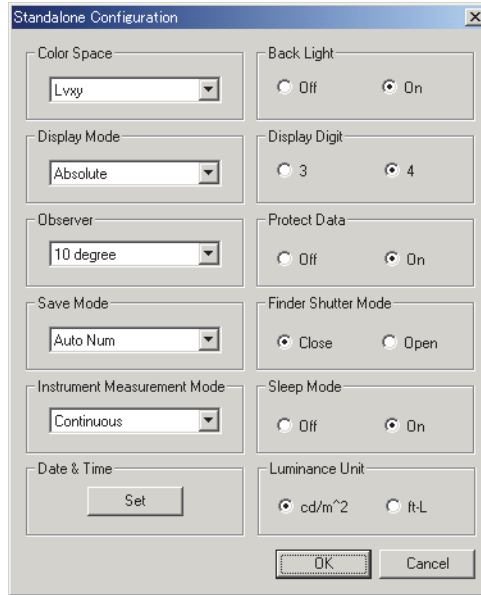 Standalone Configuration
Color Space
Lvxy
Back Light
Off On
Display Mode
Absolute
Display Digit
3 4
Observer
10 degree
Protect Data
Off On
Save Mode
Auto Num
Finder Shutter Mode
Close Open
Instrument Measurement Mode
Continuous
Sleep Mode
Off On
Date & Time
Set
Luminance Unit
cd/m^2 ft-L
OK Cancel